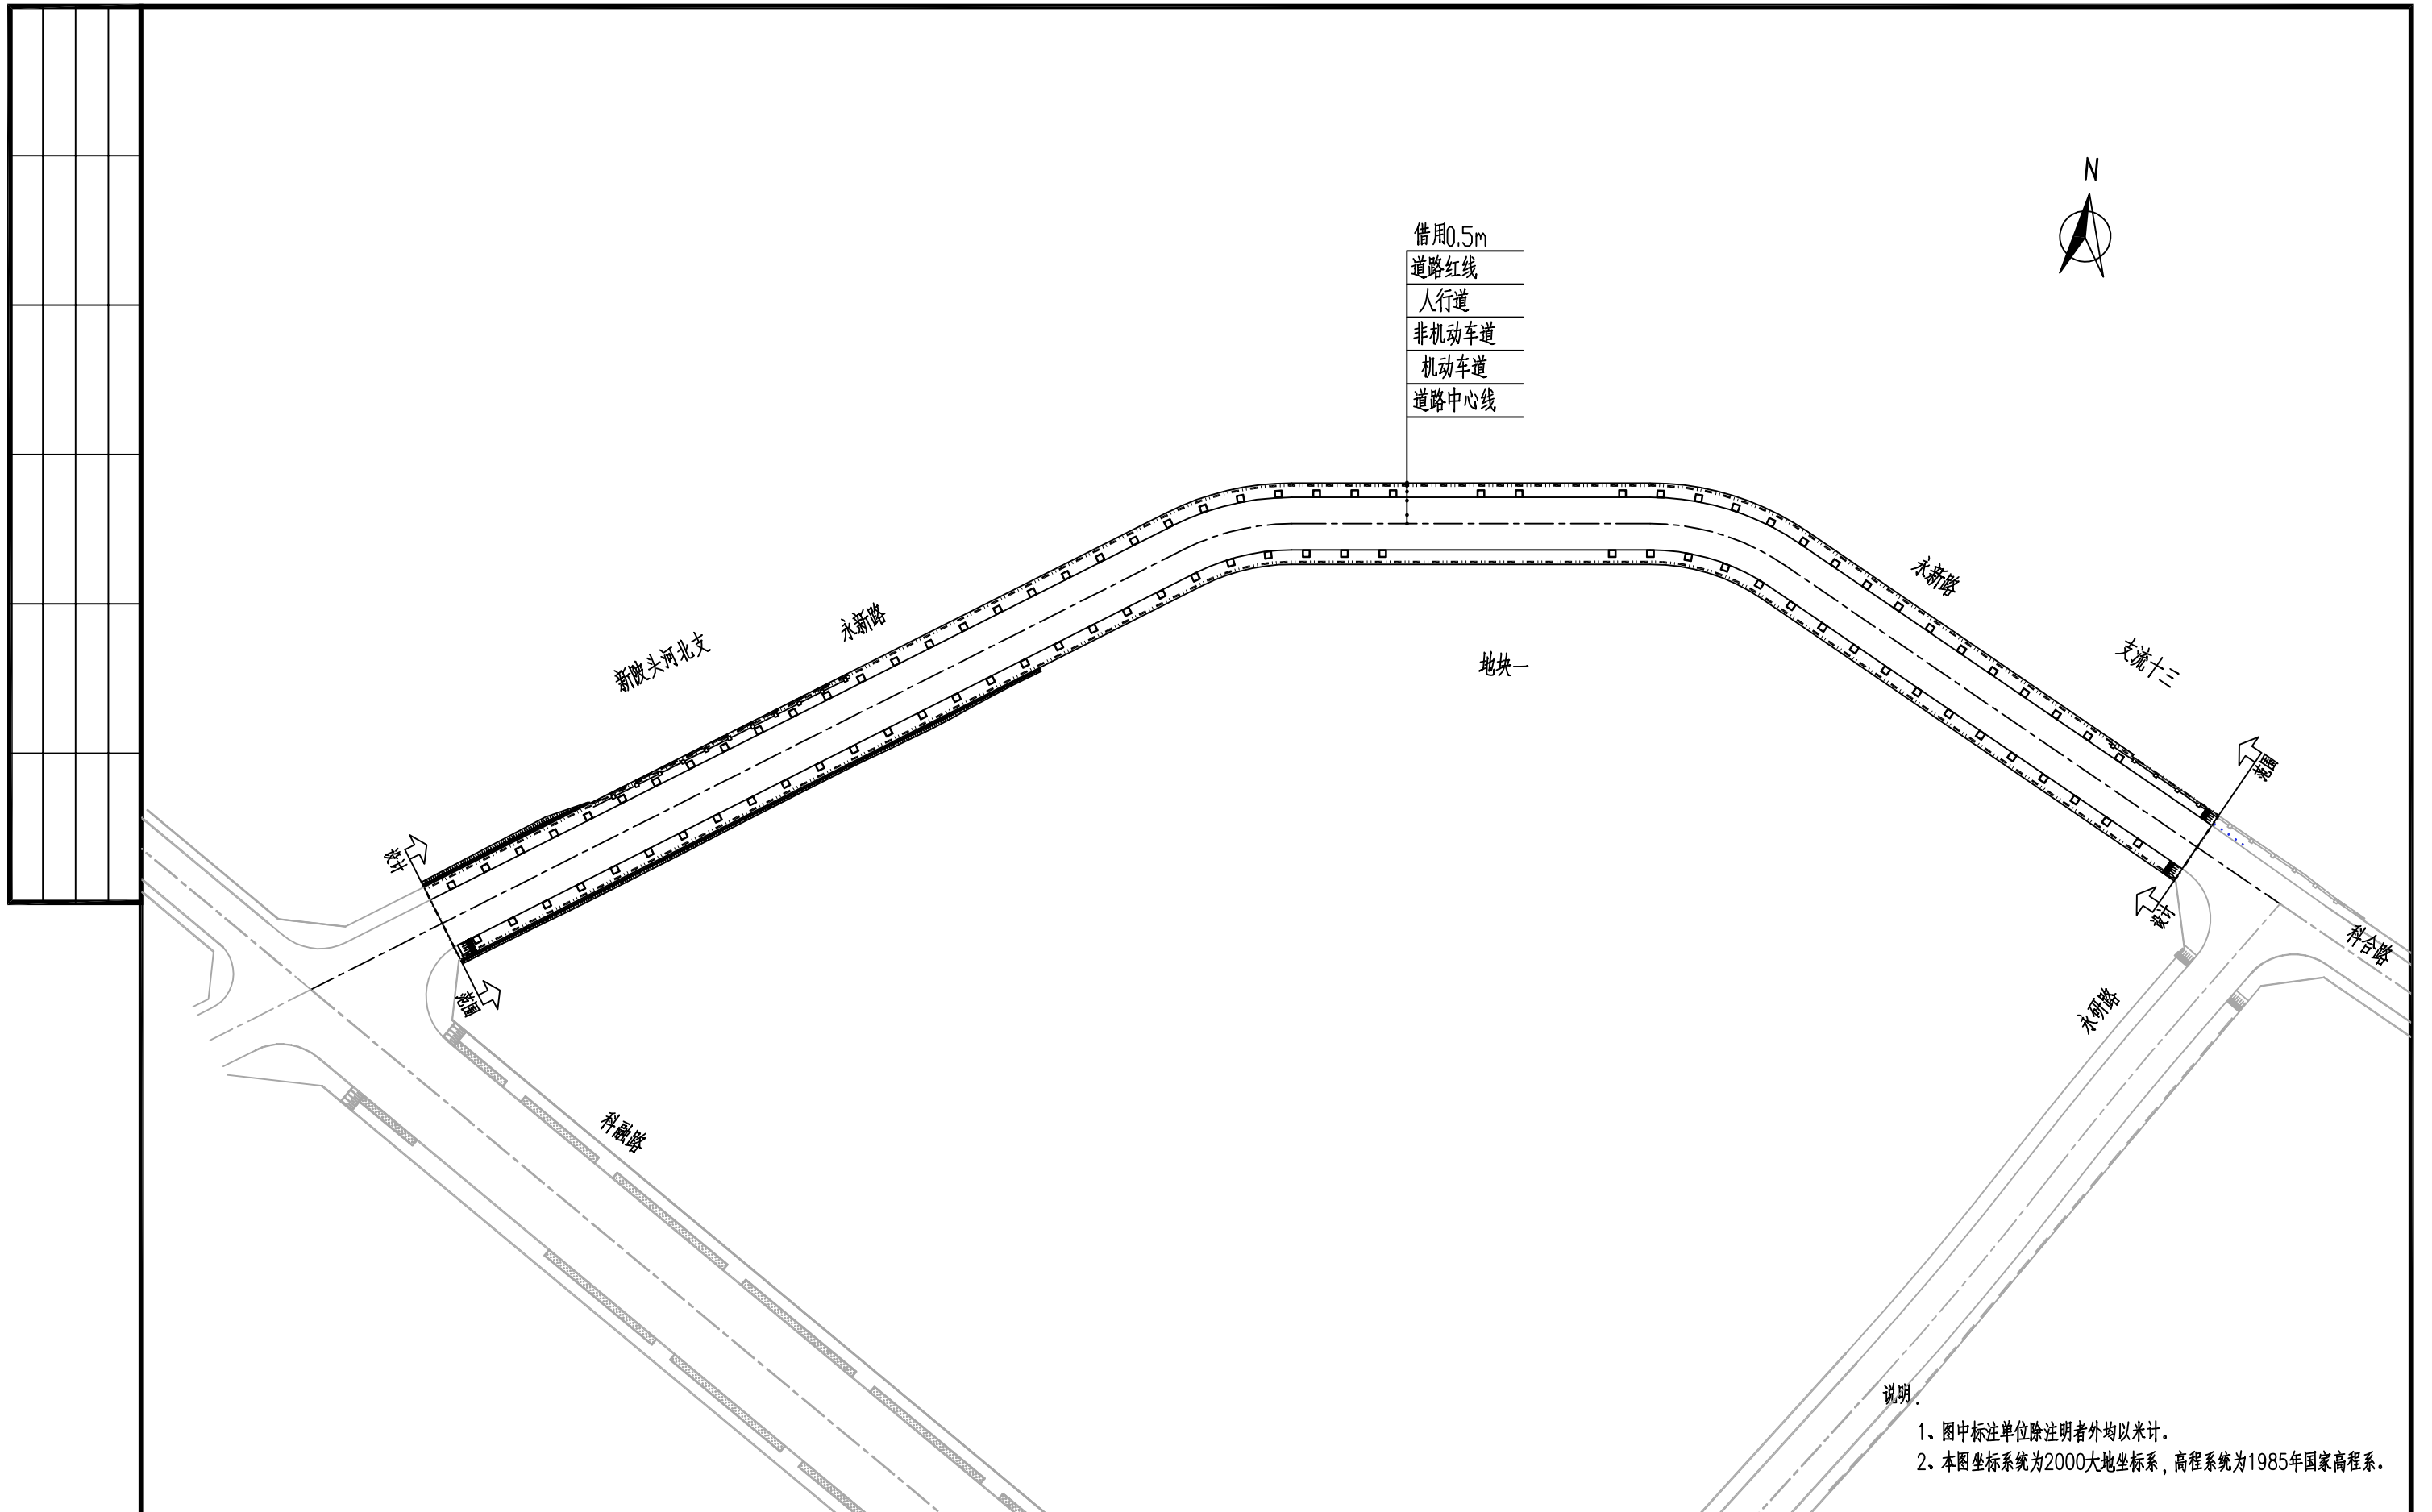 N
借用0.5m
道路红线
人行道
非机动车道
机动车道
道路中心线
永新路
永新路
新陂头河北支
支流十三
地块一
范围
设计
设计
范围
科合路
永研路
科融路
说明.
1、图中标注单位除注明者外均以米计。
2、本图坐标系统为2000大地坐标系,高程系统为1985年国家高程系。